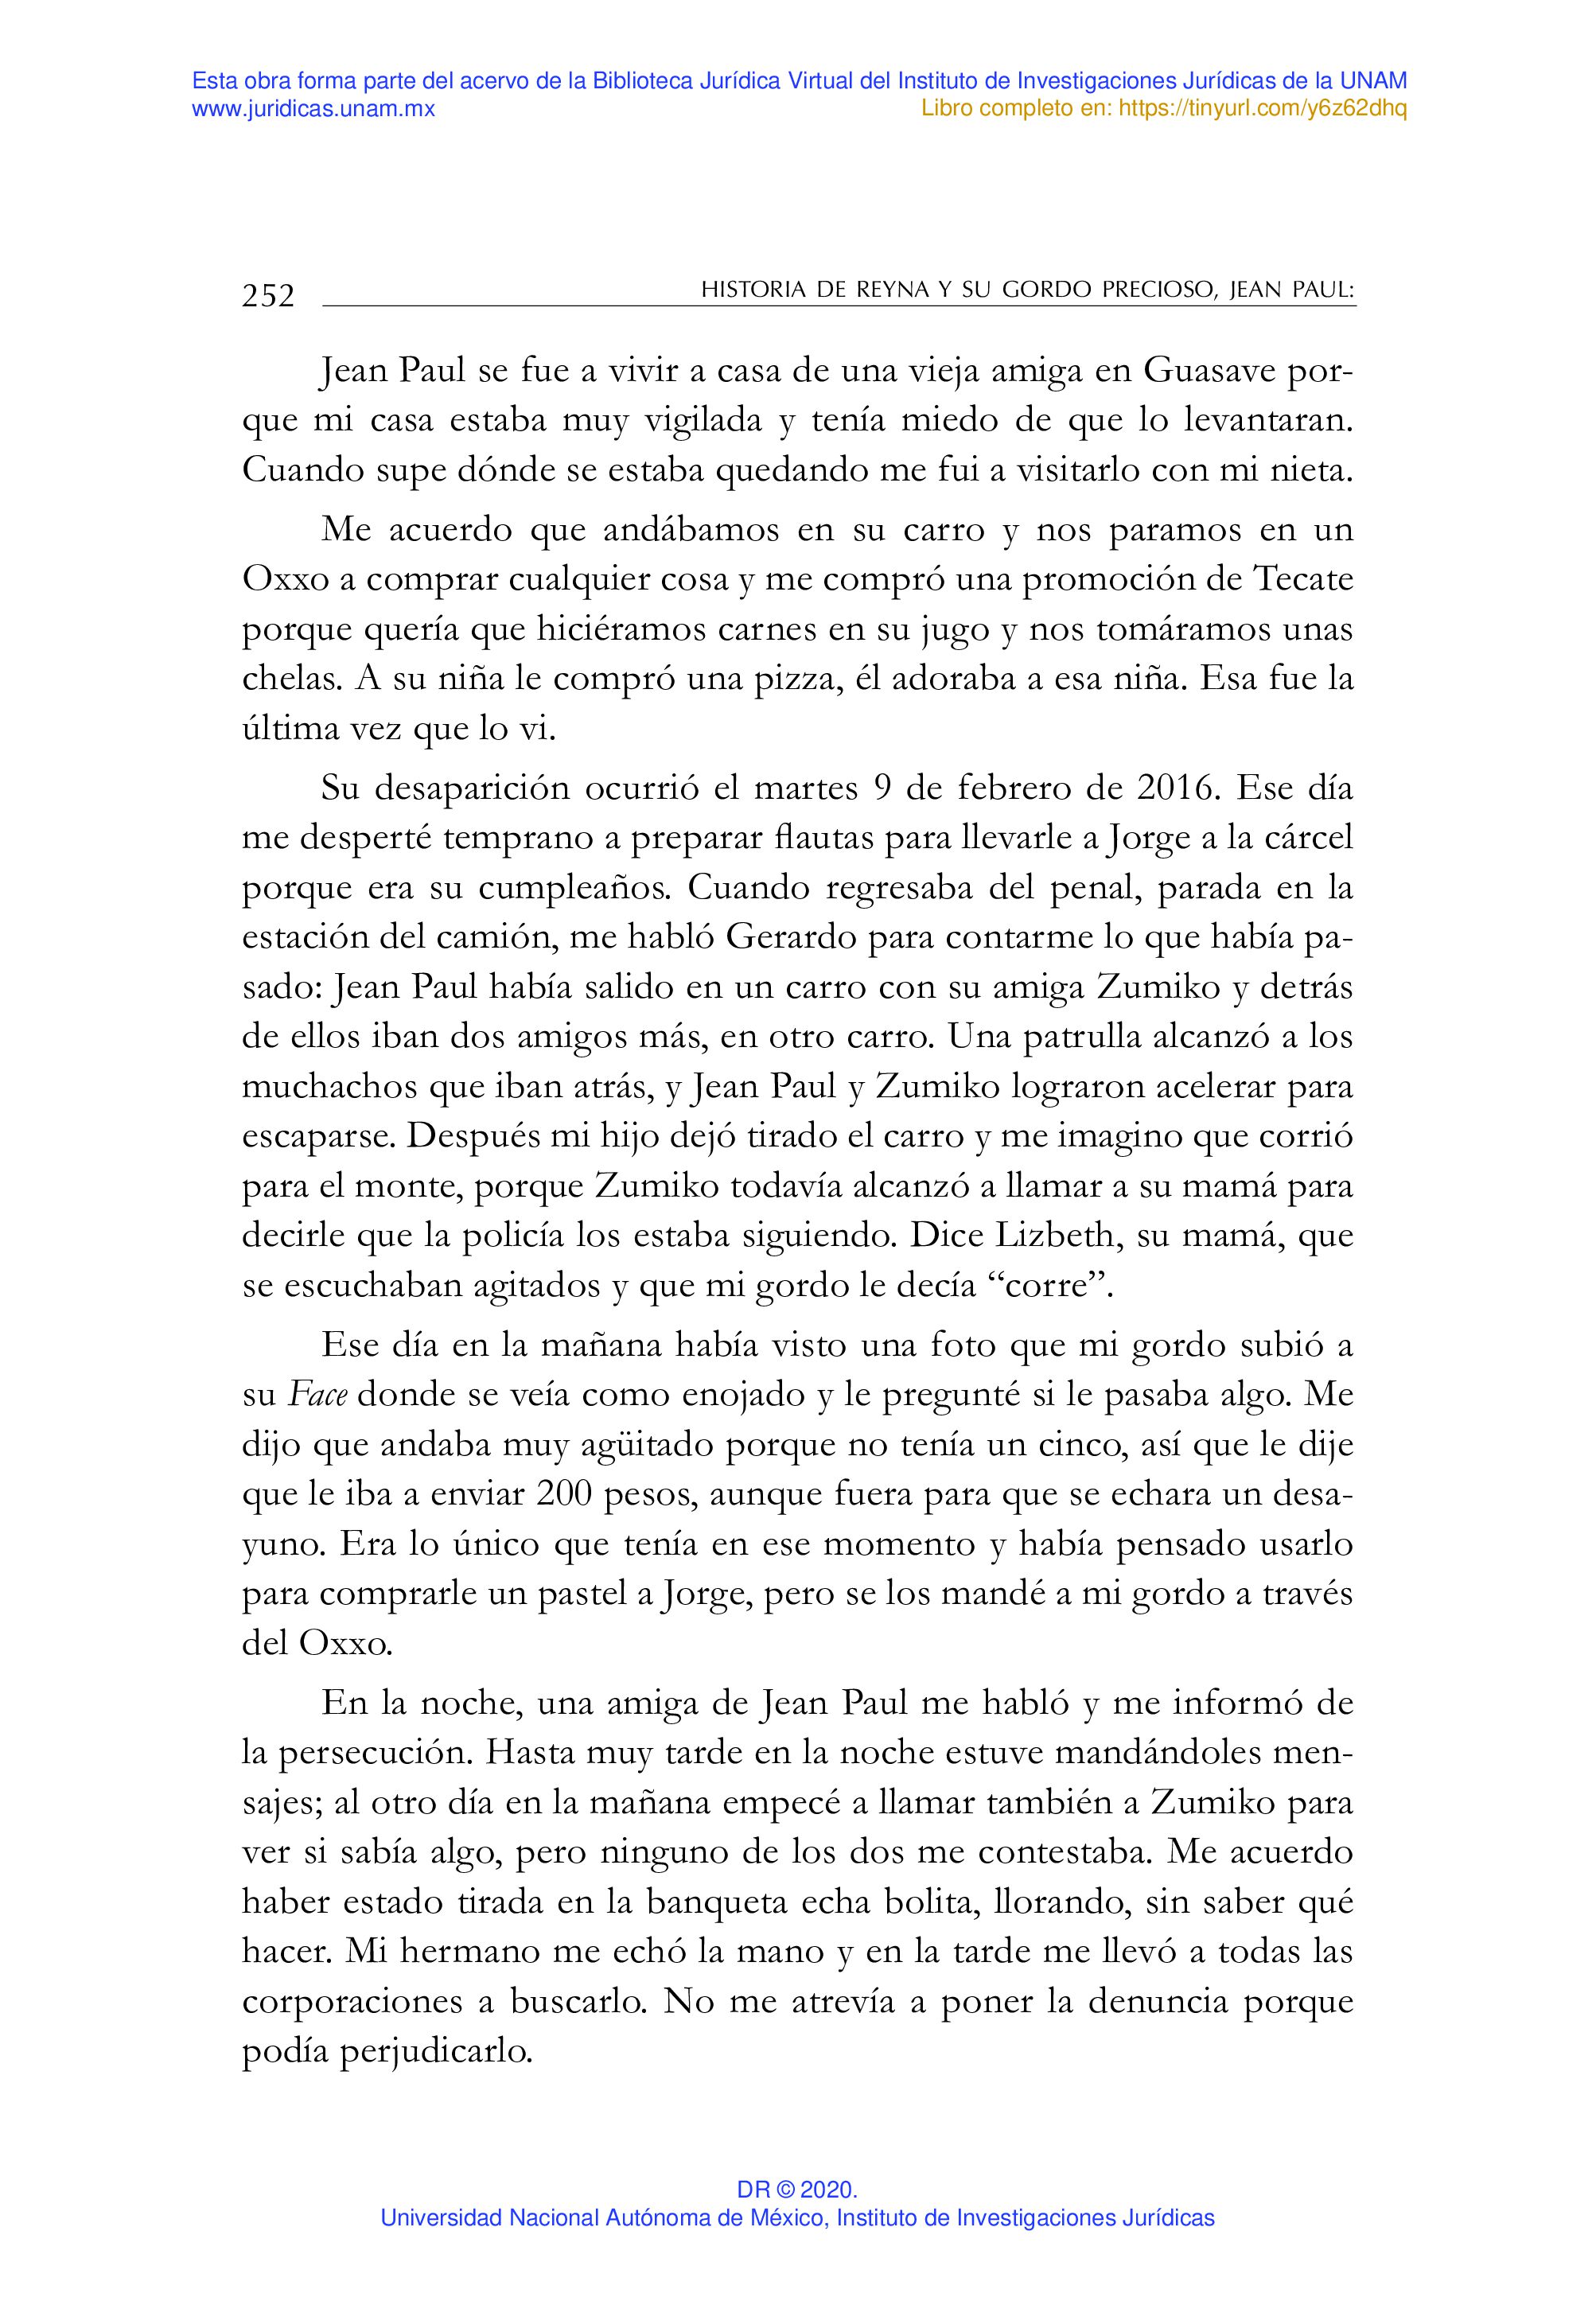 Esta obra forma parte del acervo de la Biblioteca Jurídica Virtual del Instituto de Investigaciones Jurídicas de la UNAM
www.juridicas.unam.mx
Libro completo en: https://tinyurl.com/y6z62dhq
252
HISTORIA DE REYNA Y SU GORDO PRECIOSO, JEAN PAUL:
Jean Paul se fue a vivir a casa de una vieja amiga en Guasave por-
que mi casa estaba muy vigilada y tenía miedo de que lo levantaran.
Cuando supe dónde se estaba quedando me fui a visitarlo con mi nieta.
Me acuerdo que andábamos en su carro y nos paramos en un
Oxxo a comprar cualquier cosa y me compró una promoción de Tecate
porque quería que hiciéramos carnes en su jugo y nos tomáramos unas
chelas. A su niña le compró una pizza, él adoraba a esa niña. Esa fue la
última vez que lo vi.
Su desaparición ocurrió el martes 9 de febrero de 2016. Ese día
me desperté temprano a preparar flautas para llevarle a Jorge a la cárcel
porque era su cumpleaños. Cuando regresaba del penal, parada en la
estación del camión, me habló Gerardo para contarme lo que había pa-
sado: Jean Paul había salido en un carro con su amiga Zumiko y detrás
de ellos iban dos amigos más, en otro carro. Una patrulla alcanzó a los
muchachos que iban atrás, y Jean Paul y Zumiko lograron acelerar para
escaparse. Después mi hijo dejó tirado el carro y me imagino que corrió
para el monte, porque Zumiko todavía alcanzó a llamar a su mamá para
decirle que la policía los estaba siguiendo. Dice Lizbeth, su mamá, que
se escuchaban agitados y que mi gordo le decía “corre”.
Ese día en la mañana había visto una foto que mi gordo subió a
su Face donde se veía como enojado y le pregunté si le pasaba algo. Me
dijo que andaba muy agüitado porque no tenía un cinco, así que le dije
que le iba a enviar 200 pesos, aunque fuera para que se echara un desa-
yuno. Era lo único que tenía en ese momento y había pensado usarlo
para comprarle un pastel a Jorge, pero se los mandé a mi gordo a través
del Oxxo.
En la noche, una amiga de Jean Paul me habló y me informó de
la persecución. Hasta muy tarde en la noche estuve mandándoles men-
sajes; al otro día en la mañana empecé a llamar también a Zumiko para
ver si sabía algo, pero ninguno de los dos me contestaba. Me acuerdo
haber estado tirada en la banqueta echa bolita, llorando, sin saber qué
hacer. Mi hermano me echó la mano y en la tarde me llevó a todas las
corporaciones a buscarlo. No me atrevía a poner la denuncia porque
podía perjudicarlo.
DR © 2020.
Universidad Nacional Autónoma de México, Instituto de Investigaciones Jurídicas